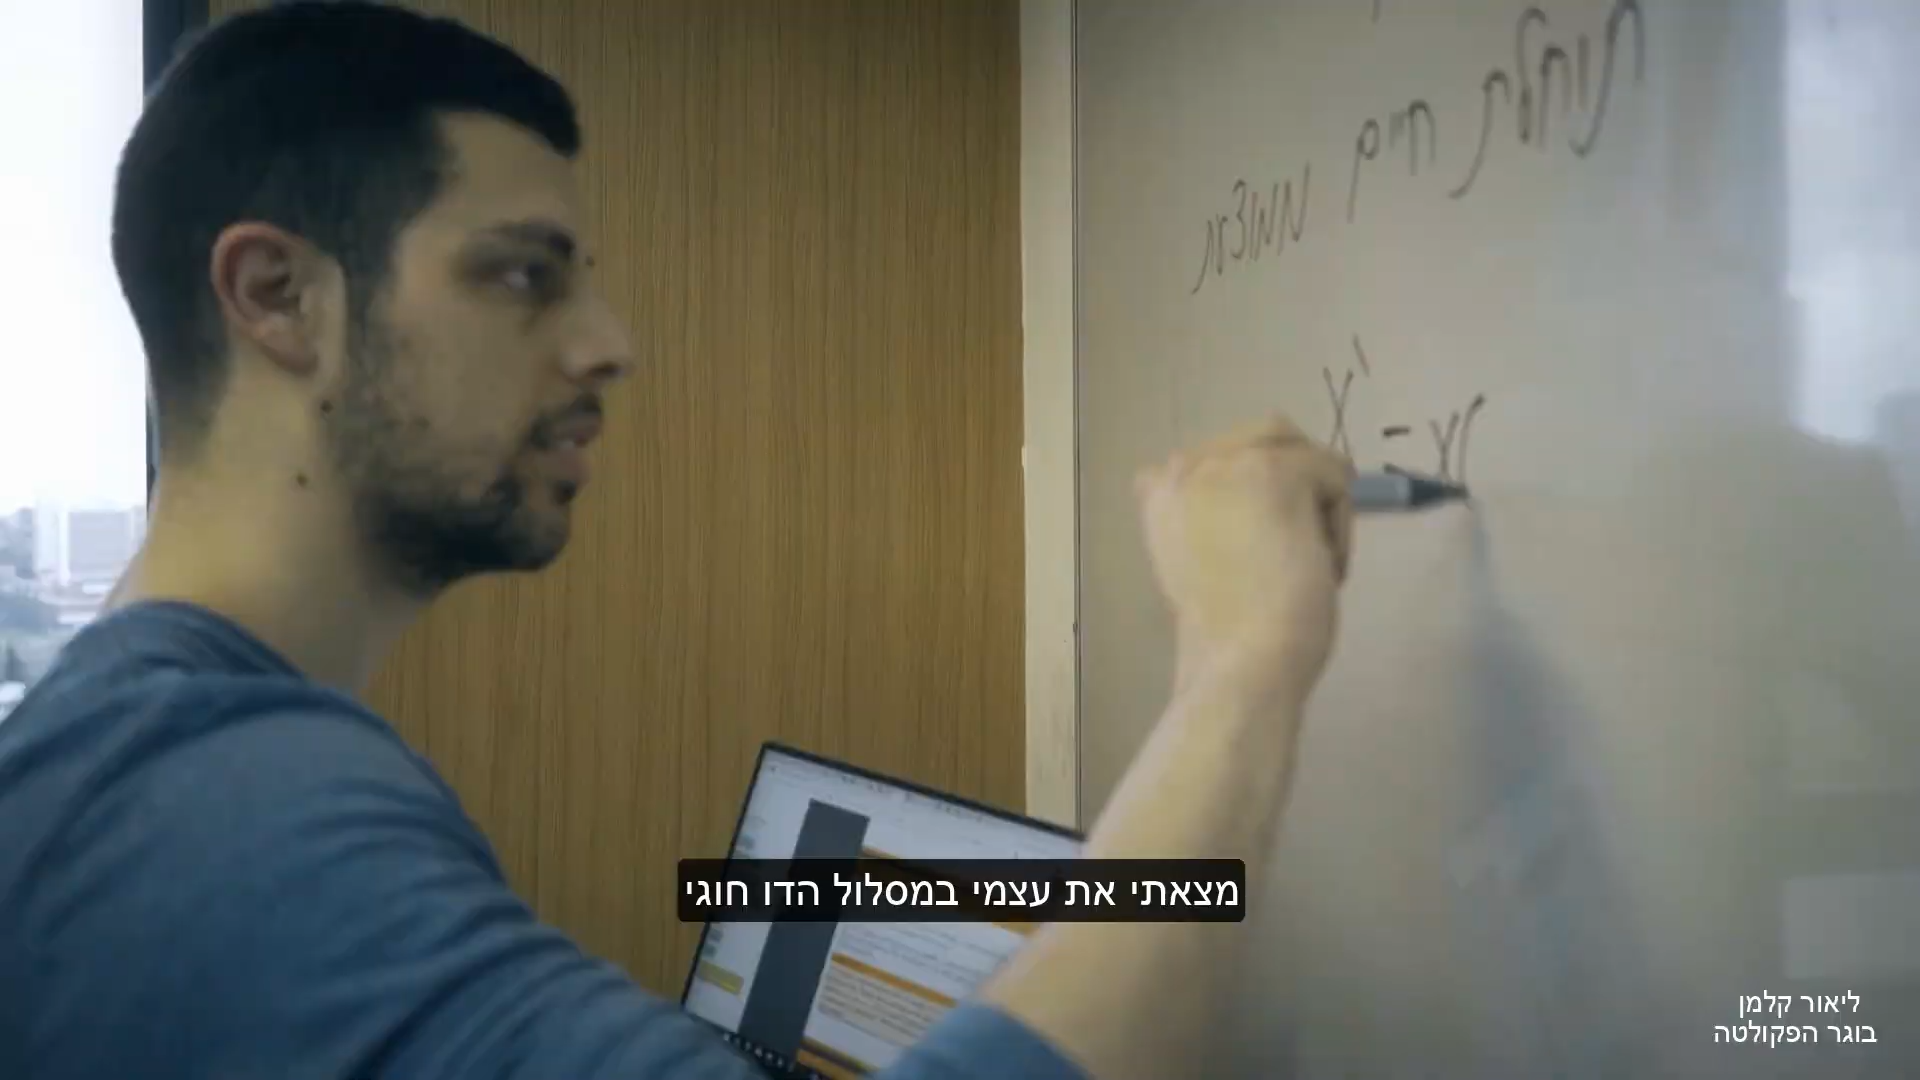 תוחלת חיים ממוצעת
מצאתי את עצמי במסלול הדו חוגי
ליאור קלמן
בוגר הפקולטה